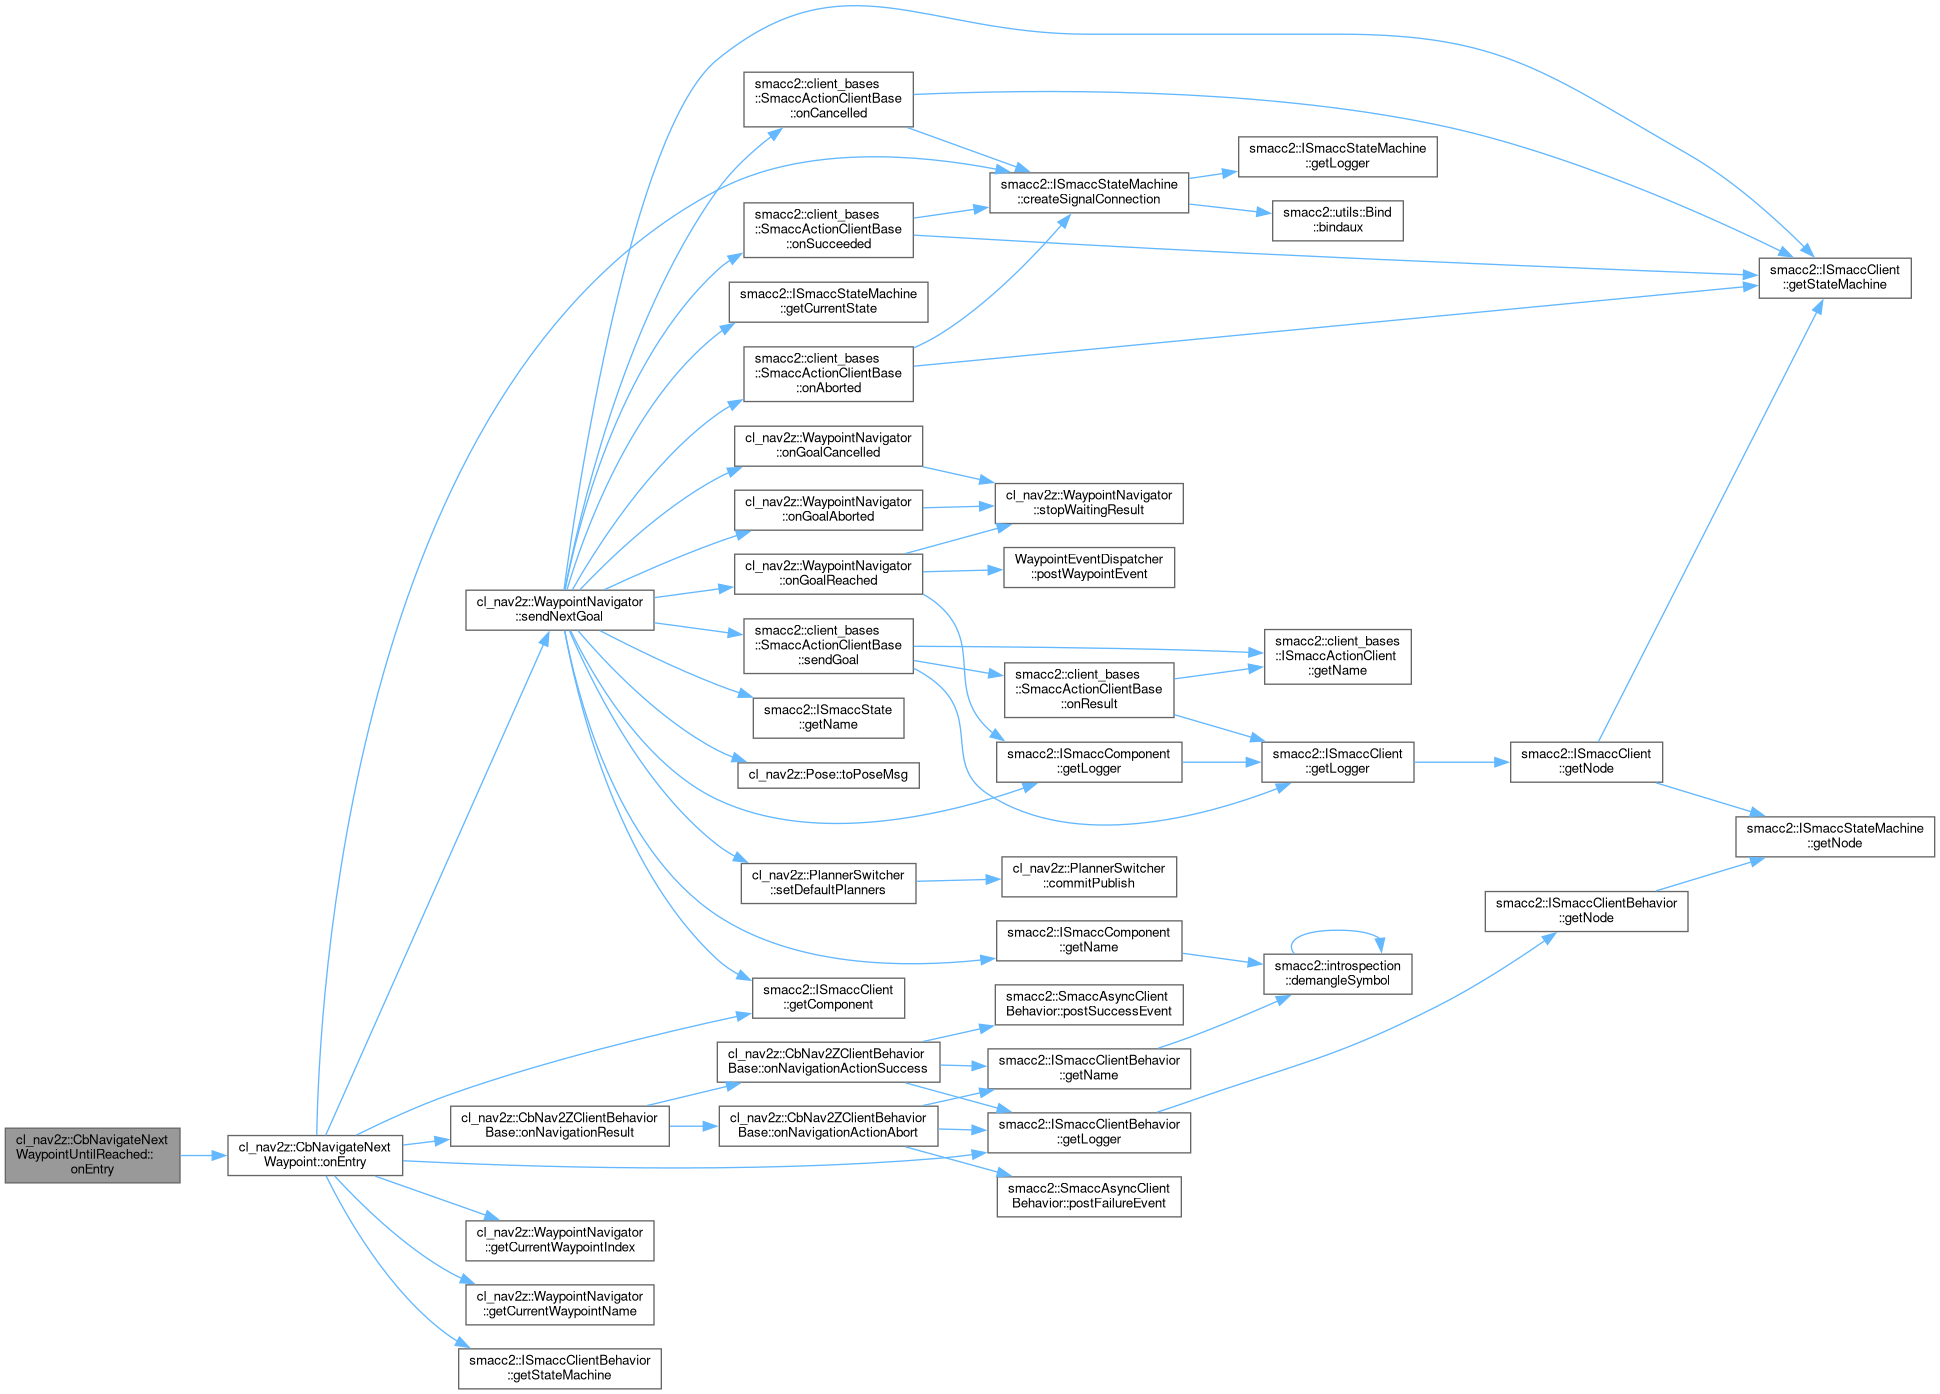 cl_nav2z::CbNavigateNext
WaypointUntilReached::
onEntry
cl_nav2z::CbNavigateNext
Waypoint::onEntry
cl_nav2z::WaypointNavigator
::sendNextGoal
cl_nav2z::CbNav2ZClientBehavior
Base::onNavigationResult
cl_nav2z::WaypointNavigator
::getCurrentWaypointIndex
cl_nav2z::WaypointNavigator
::getCurrentWaypointName
smacc2::ISmaccClientBehavior
::getStateMachine
smacc2::client_bases
::SmaccActionClientBase
::onCancelled
smacc2::client_bases
::SmaccActionClientBase
::onSucceeded
smacc2::ISmaccStateMachine
::getCurrentState
smacc2::client_bases
::SmaccActionClientBase
::onAborted
cl_nav2z::WaypointNavigator
::onGoalCancelled
cl_nav2z::WaypointNavigator
::onGoalAborted
cl_nav2z::WaypointNavigator
::onGoalReached
smacc2::client_bases
::SmaccActionClientBase
::sendGoal
smacc2::ISmaccState
::getName
cl_nav2z::Pose::toPoseMsg
cl_nav2z::PlannerSwitcher
::setDefaultPlanners
smacc2::ISmaccClient
::getComponent
cl_nav2z::CbNav2ZClientBehavior
Base::onNavigationActionSuccess
cl_nav2z::CbNav2ZClientBehavior
Base::onNavigationActionAbort
smacc2::ISmaccStateMachine
::createSignalConnection
cl_nav2z::WaypointNavigator
::stopWaitingResult
WaypointEventDispatcher
::postWaypointEvent
smacc2::client_bases
::SmaccActionClientBase
::onResult
smacc2::ISmaccComponent
::getLogger
cl_nav2z::PlannerSwitcher
::commitPublish
smacc2::ISmaccComponent
::getName
smacc2::SmaccAsyncClient
Behavior::postSuccessEvent
smacc2::ISmaccClientBehavior
::getName
smacc2::ISmaccClientBehavior
::getLogger
smacc2::SmaccAsyncClient
Behavior::postFailureEvent
smacc2::ISmaccStateMachine
::getLogger
smacc2::utils::Bind
::bindaux
smacc2::client_bases
::ISmaccActionClient
::getName
smacc2::ISmaccClient
::getLogger
smacc2::introspection
::demangleSymbol
smacc2::ISmaccClient
::getNode
smacc2::ISmaccClientBehavior
::getNode
smacc2::ISmaccClient
::getStateMachine
smacc2::ISmaccStateMachine
::getNode